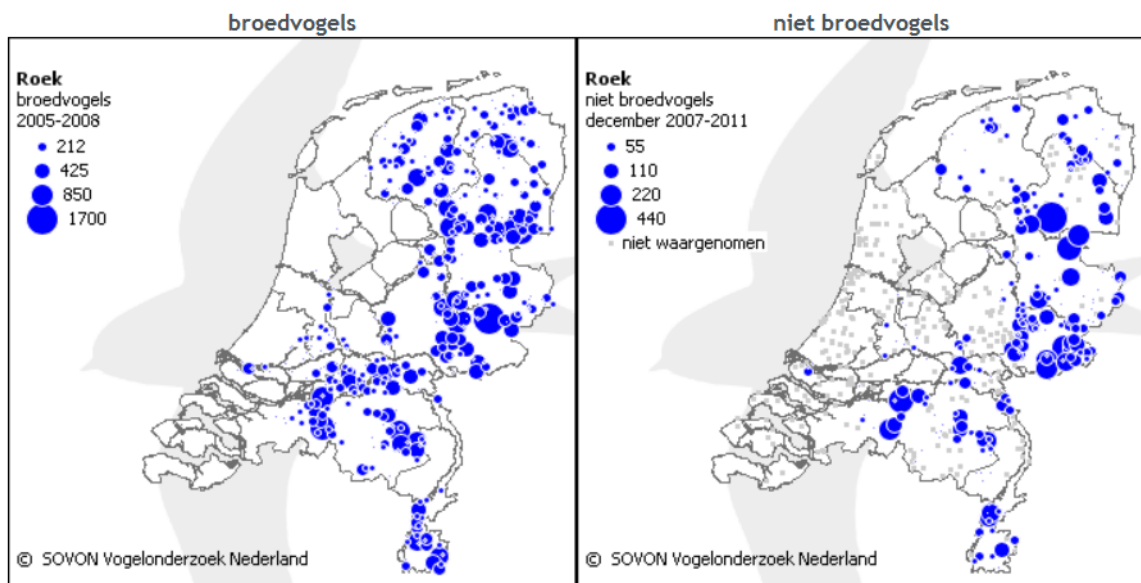 broedvogels
niet broedvogels
Roek
broedvogels
2005-2008
212
425
850
1700
© SOVON Vogelonderzoek Nederland
Roek
niet broedvogels
december 2007-2011
55
110
220
440
niet waargenomen
© SOVON Vogelonderzoek Nederland